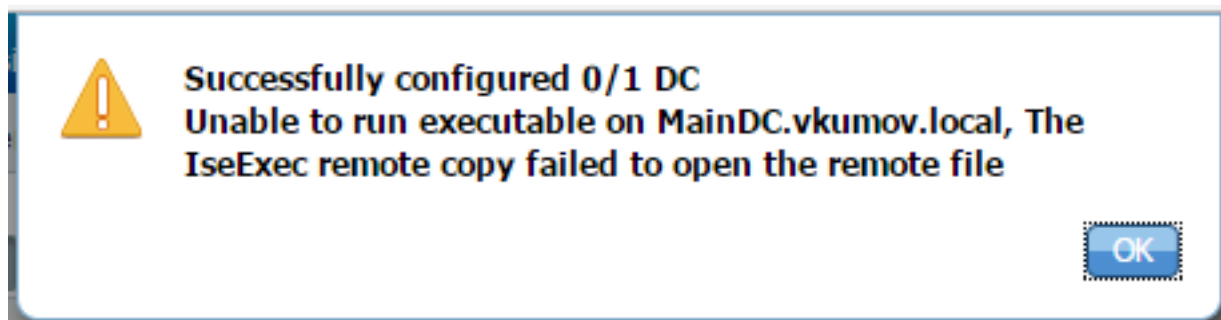 Successfully configured 0/1 DC
Unable to run executable on MainDC.vkumov.local, The
IseExec remote copy failed to open the remote file
OK